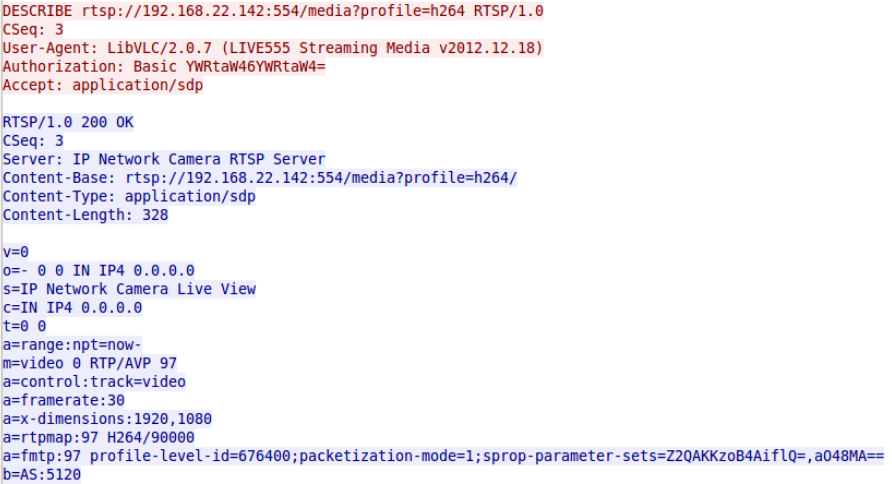 DESCRIBE rtsp://192.168.22.142:554/media?profile=h264 RTSP/1.0
CSeq: 3
User-Agent: LibVLC/2.0.7 (LIVE555 Streaming Media v2012.12.18)
Authorization: Basic YWRtaW46YWRtaW4=
Accept: application/sdp
RTSP/1.0 200 OK
CSeq: 3
Server: IP Network Camera RTSP Server
Content-Base: rtsp://192.168.22.142:554/media?profile=h264/
Content-Type: application/sdp
Content-Length: 328
v=0
o=- 0 0 IN IP4 0.0.0.0
s=IP Network Camera Live View
c=IN IP4 0.0.0.0
t=0 0
a=range:npt=now-
m=video 0 RTP/AVP 97
a=control:track=video
a=framerate:30
a=x-dimensions:1920,1080
a=rtpmap:97 H264/90000
a=fmtp:97 profile-level-id=676400;packetization-mode=1;sprop-parameter-sets=Z2QAKKzoB4AiflQ=,aO48MA==
b=AS:5120